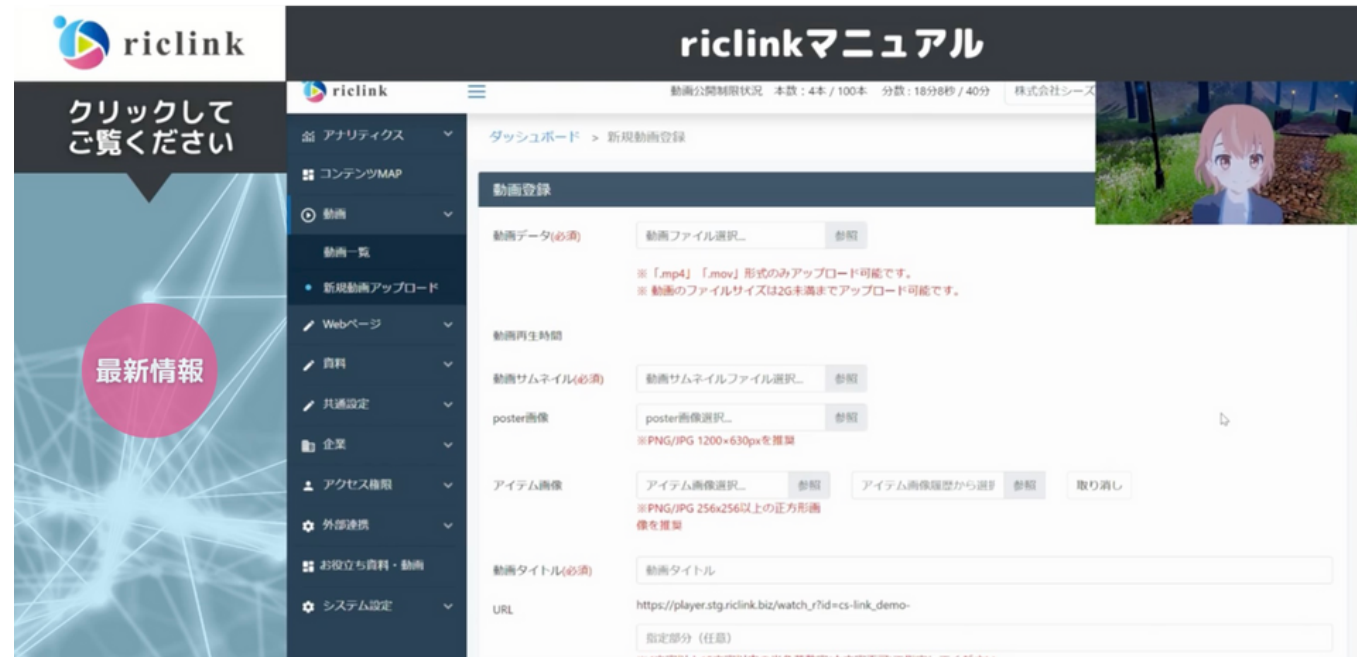 riclink
riclinkマニュアル
クリックして
ご覧ください
最新情報
riclink
動画公開制限状況 本数：4本 / 100本 分数：18分8秒 / 40分 株式会社シーズ
アナリティクス
コンテンツMAP
動画
動画一覧
新規動画アップロード
Webページ
資料
共通設定
企業
アクセス権限
外部連携
お役立ち資料・動画
システム設定
ダッシュボード > 新規動画登録
動画登録
動画データ(必須) 動画ファイル選択... 参照
※「.mp4」「.mov」形式のみアップロード可能です。
※ 動画のファイルサイズは2G未満までアップロード可能です。
動画再生時間
動画サムネイル(必須) 動画サムネイルファイル選択... 参照
poster画像 poster画像選択... 参照
※PNG/JPG 1200×630pxを推奨
アイテム画像 アイテム画像選択... 参照 アイテム画像履歴から選 参照 取り消し
※PNG/JPG 256x256以上の正方形画
像を推奨
動画タイトル(必須) 動画タイトル
URL https://player.stg.riclink.biz/watch_r?id=cs-link_demo-
指定部分（任意）